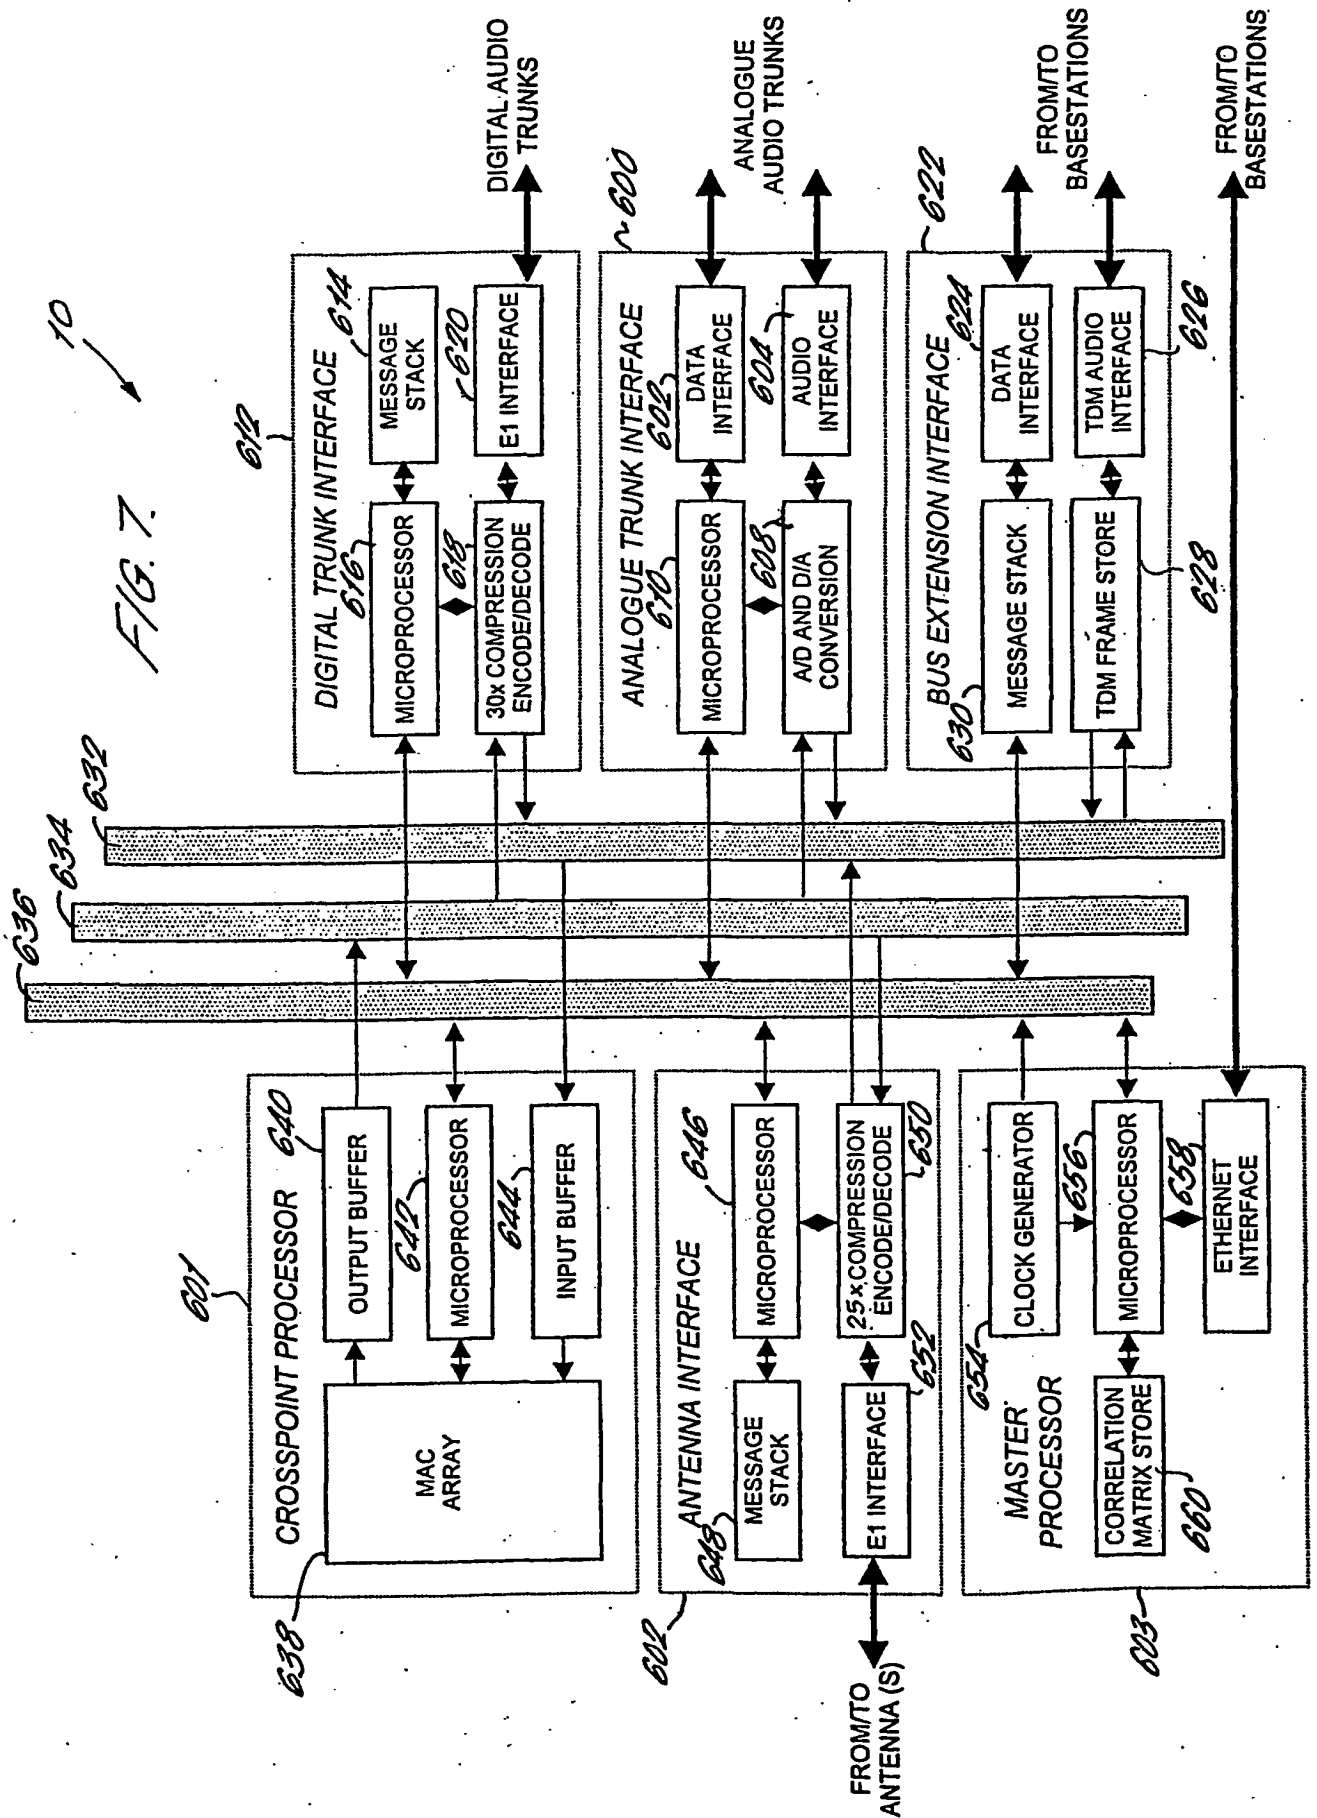 FIG. 7.
10
636
634
632
601
CROSSPOINT PROCESSOR
638
MAC
ARRAY
640
OUTPUT BUFFER
642
MICROPROCESSOR
644
INPUT BUFFER
602
ANTENNA INTERFACE
648
MESSAGE
STACK
646
MICROPROCESSOR
650
25x COMPRESSION
ENCODE/DECODE
652
E1 INTERFACE
FROM/TO
ANTENNA (S)
603
MASTER
PROCESSOR
654
CLOCK GENERATOR
656
MICROPROCESSOR
658
ETHERNET
INTERFACE
CORRELATION
MATRIX STORE
660
612
DIGITAL TRUNK INTERFACE
616
MICROPROCESSOR
614
MESSAGE
STACK
618
30x COMPRESSION
ENCODE/DECODE
620
E1 INTERFACE
DIGITAL AUDIO
TRUNKS
600
ANALOGUE TRUNK INTERFACE
610
MICROPROCESSOR
602
DATA
INTERFACE
608
A/D AND D/A
CONVERSION
604
AUDIO
INTERFACE
ANALOGUE
AUDIO TRUNKS
622
BUS EXTENSION INTERFACE
630
MESSAGE STACK
624
DATA
INTERFACE
TDM FRAME STORE
628
TDM AUDIO
INTERFACE
626
FROM/TO
BASESTATIONS
FROM/TO
BASESTATIONS